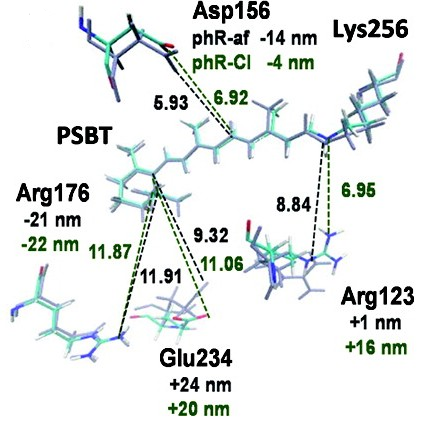 Asp156
phR-af -14 nm
phR-Cl -4 nm
Lys256
5.93
6.92
PSBT
Arg176
-21 nm
-22 nm
11.87
11.91
9.32
11.06
8.84
6.95
Arg123
+1 nm
+16 nm
Glu234
+24 nm
+20 nm